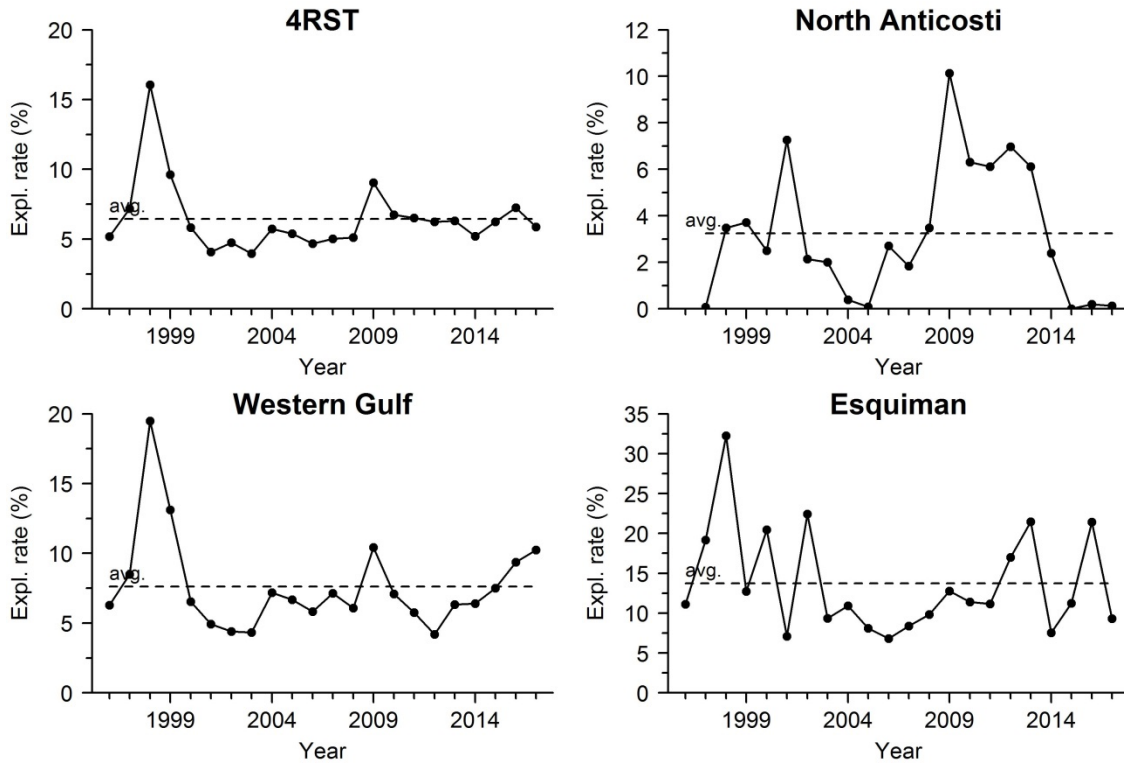 4RST
Expl. rate (%)
20
15
10
5
0
avg.
1999 2004 2009 2014
Year
North Anticosti
Expl. rate (%)
12
10
8
6
4
2
0
avg.
1999 2004 2009 2014
Year
Western Gulf
Expl. rate (%)
20
15
10
5
0
avg.
1999 2004 2009 2014
Year
Esquiman
Expl. rate (%)
35
30
25
20
15
10
5
0
avg.
1999 2004 2009 2014
Year